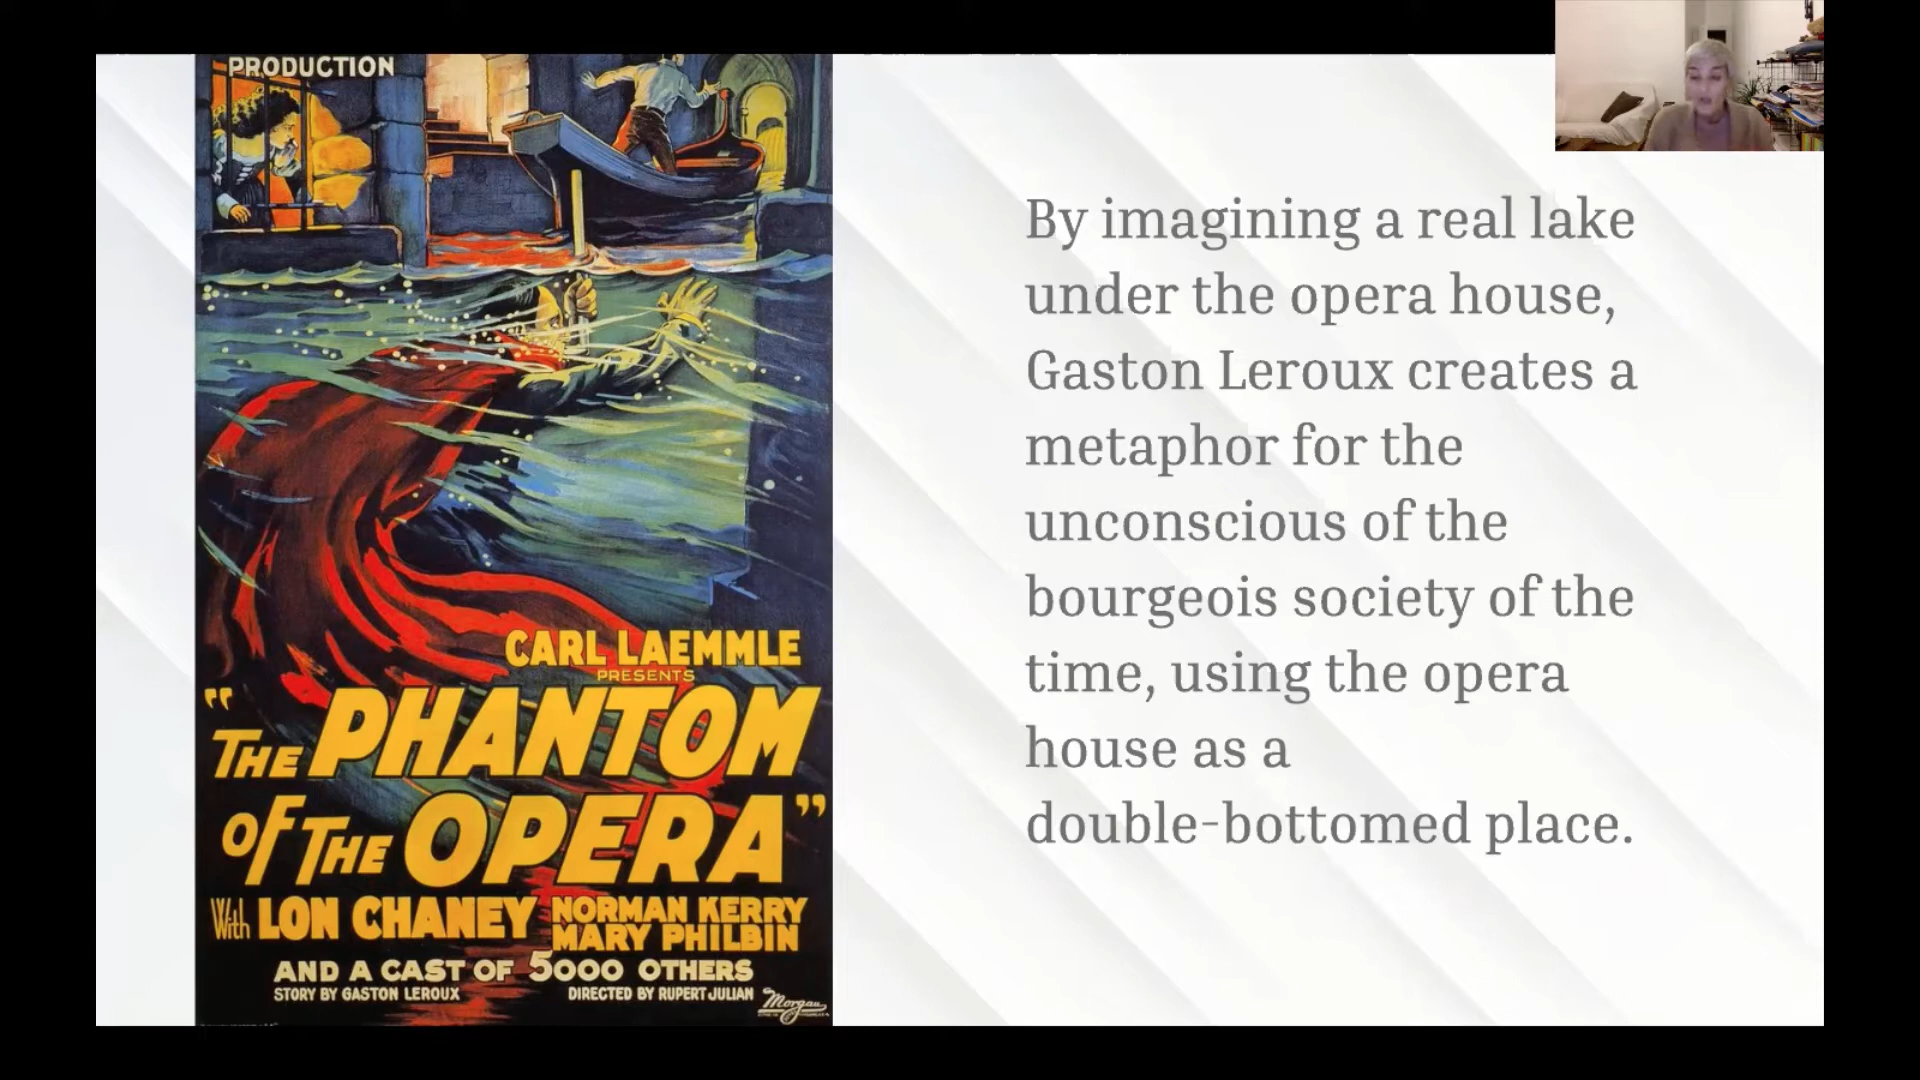 PRODUCTION
CARL LAEMMLE
PRESENTS
"THE PHANTOM
OF THE OPERA"
With LON CHANEY NORMAN KERRY
MARY PHILBIN
AND A CAST OF 5000 OTHERS
STORY BY GASTON LEROUX DIRECTED BY RUPERT JULIAN
Morgan
By imagining a real lake
under the opera house,
Gaston Leroux creates a
metaphor for the
unconscious of the
bourgeois society of the
time, using the opera
house as a
double-bottomed place.